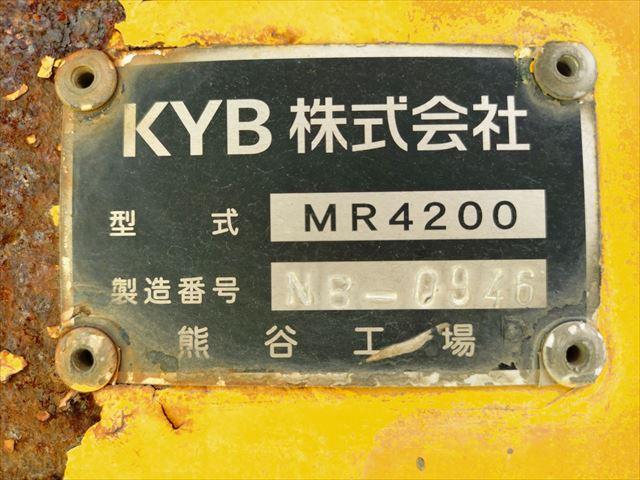 KYB 株式会社
型 式 MR4200
製造番号 NB-0946
熊谷工場